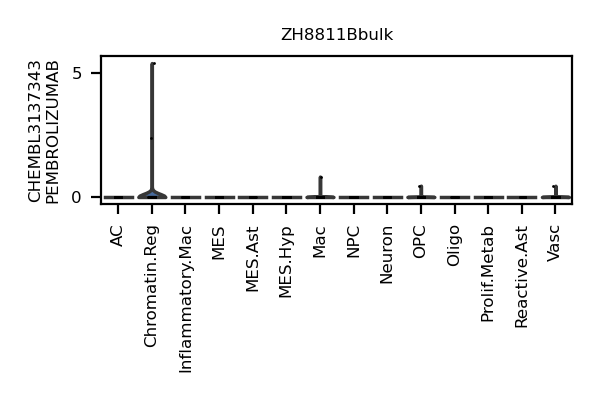 ZH8811Bbulk
CHEMBL3137343
PEMBROLIZUMAB
5
0
AC
Chromatin.Reg
Inflammatory.Mac
MES
MES.Ast
MES.Hyp
Mac
NPC
Neuron
OPC
Oligo
Prolif.Metab
Reactive.Ast
Vasc